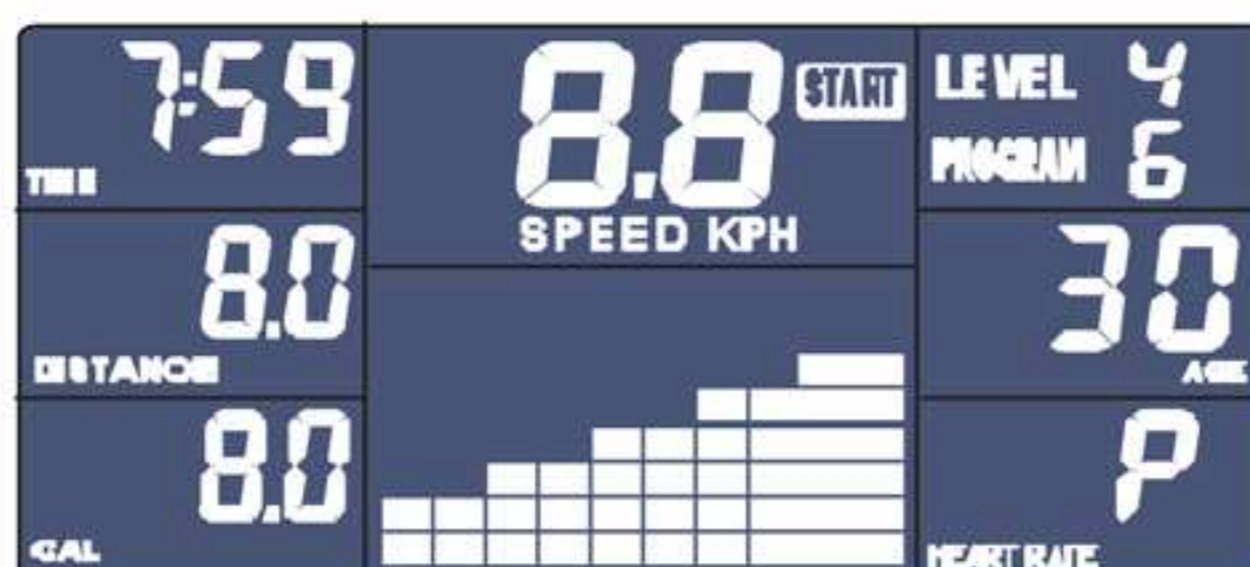 7:59
TIME
8.0
DISTANCE
8.0
CAL
8.8 START
SPEED KPH
LEVEL 4
PROGRAM 6
30
AGE
P
HEART RATE